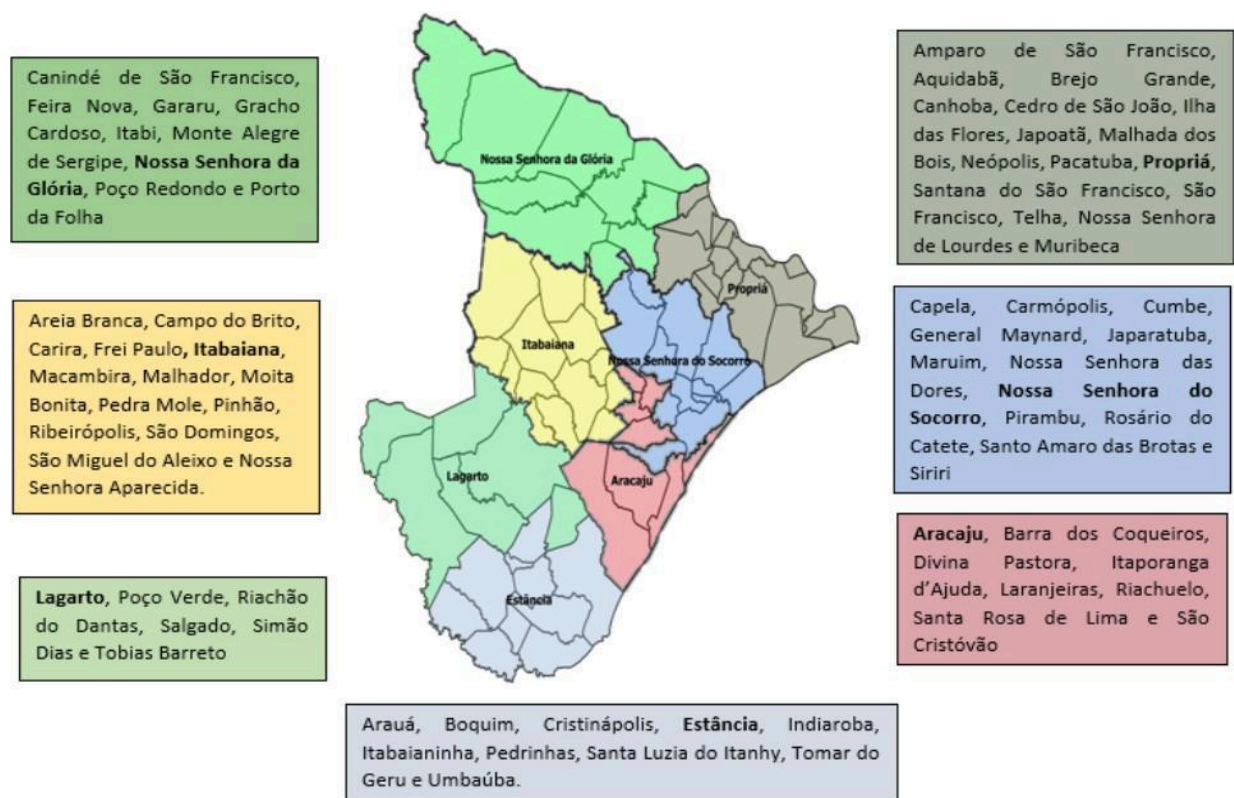 Canindé de São Francisco,
Feira Nova, Gararu, Gracho
Cardoso, Itabi, Monte Alegre
de Sergipe, Nossa Senhora da
Glória, Poço Redondo e Porto
da Folha
Areia Branca, Campo do Brito,
Carira, Frei Paulo, Itabaiana,
Macambira, Malhador, Moita
Bonita, Pedra Mole, Pinhão,
Ribeirópolis, São Domingos,
São Miguel do Aleixo e Nossa
Senhora Aparecida.
Lagarto, Poço Verde, Riachão
do Dantas, Salgado, Simão
Dias e Tobias Barreto
Nossa Senhora da Glória
Propriá
Itabaiana
Nossa Senhora do Socorro
Lagarto
Aracaju
Estância
Amparo de São Francisco,
Aquidabã, Brejo Grande,
Canhoba, Cedro de São João, Ilha
das Flores, Japoatã, Malhada dos
Bois, Neópolis, Pacatuba, Propriá,
Santana do São Francisco, São
Francisco, Telha, Nossa Senhora
de Lourdes e Muribeca
Capela, Carmópolis, Cumbe,
General Maynard, Japaratuba,
Maruim, Nossa Senhora das
Dores, Nossa Senhora do
Socorro, Pirambu, Rosário do
Catete, Santo Amaro das Brotas e
Siriri
Aracaju, Barra dos Coqueiros,
Divina Pastora, Itaporanga
d’Ajuda, Laranjeiras, Riachuelo,
Santa Rosa de Lima e São
Cristóvão
Arauá, Boquim, Cristinápolis, Estância, Indiaroba,
Itabaianinha, Pedrinhas, Santa Luzia do Itanhy, Tomar do
Geru e Umbaúba.